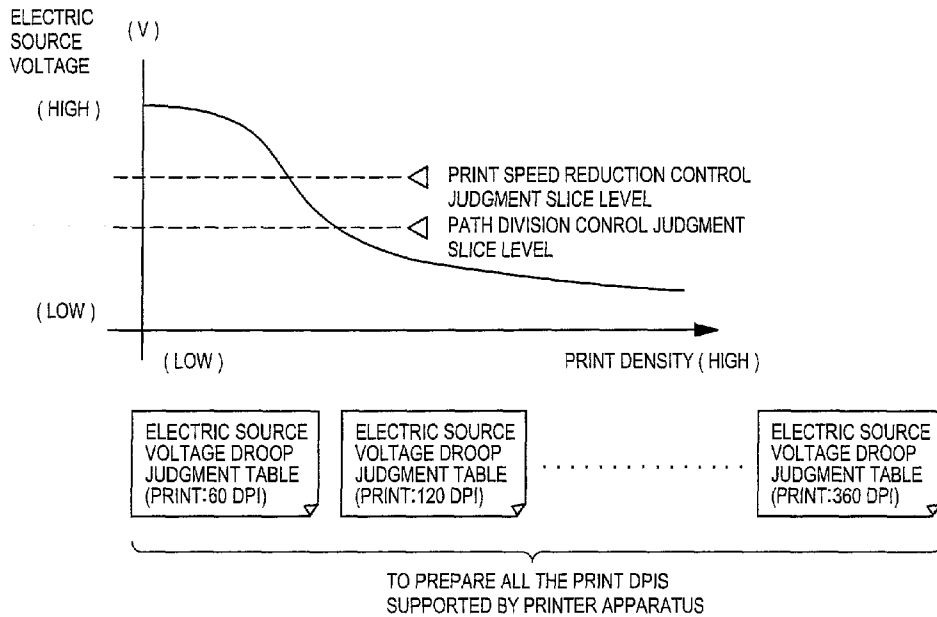 ELECTRIC
SOURCE
VOLTAGE
(V)
(HIGH)
PRINT SPEED REDUCTION CONTROL
JUDGMENT SLICE LEVEL
PATH DIVISION CONROL JUDGMENT
SLICE LEVEL
(LOW)
(LOW)
PRINT DENSITY (HIGH)
ELECTRIC SOURCE
VOLTAGE DROOP
JUDGMENT TABLE
(PRINT:60 DPI)
ELECTRIC SOURCE
VOLTAGE DROOP
JUDGMENT TABLE
(PRINT:120 DPI)
ELECTRIC SOURCE
VOLTAGE DROOP
JUDGMENT TABLE
(PRINT:360 DPI)
TO PREPARE ALL THE PRINT DPIS
SUPPORTED BY PRINTER APPARATUS